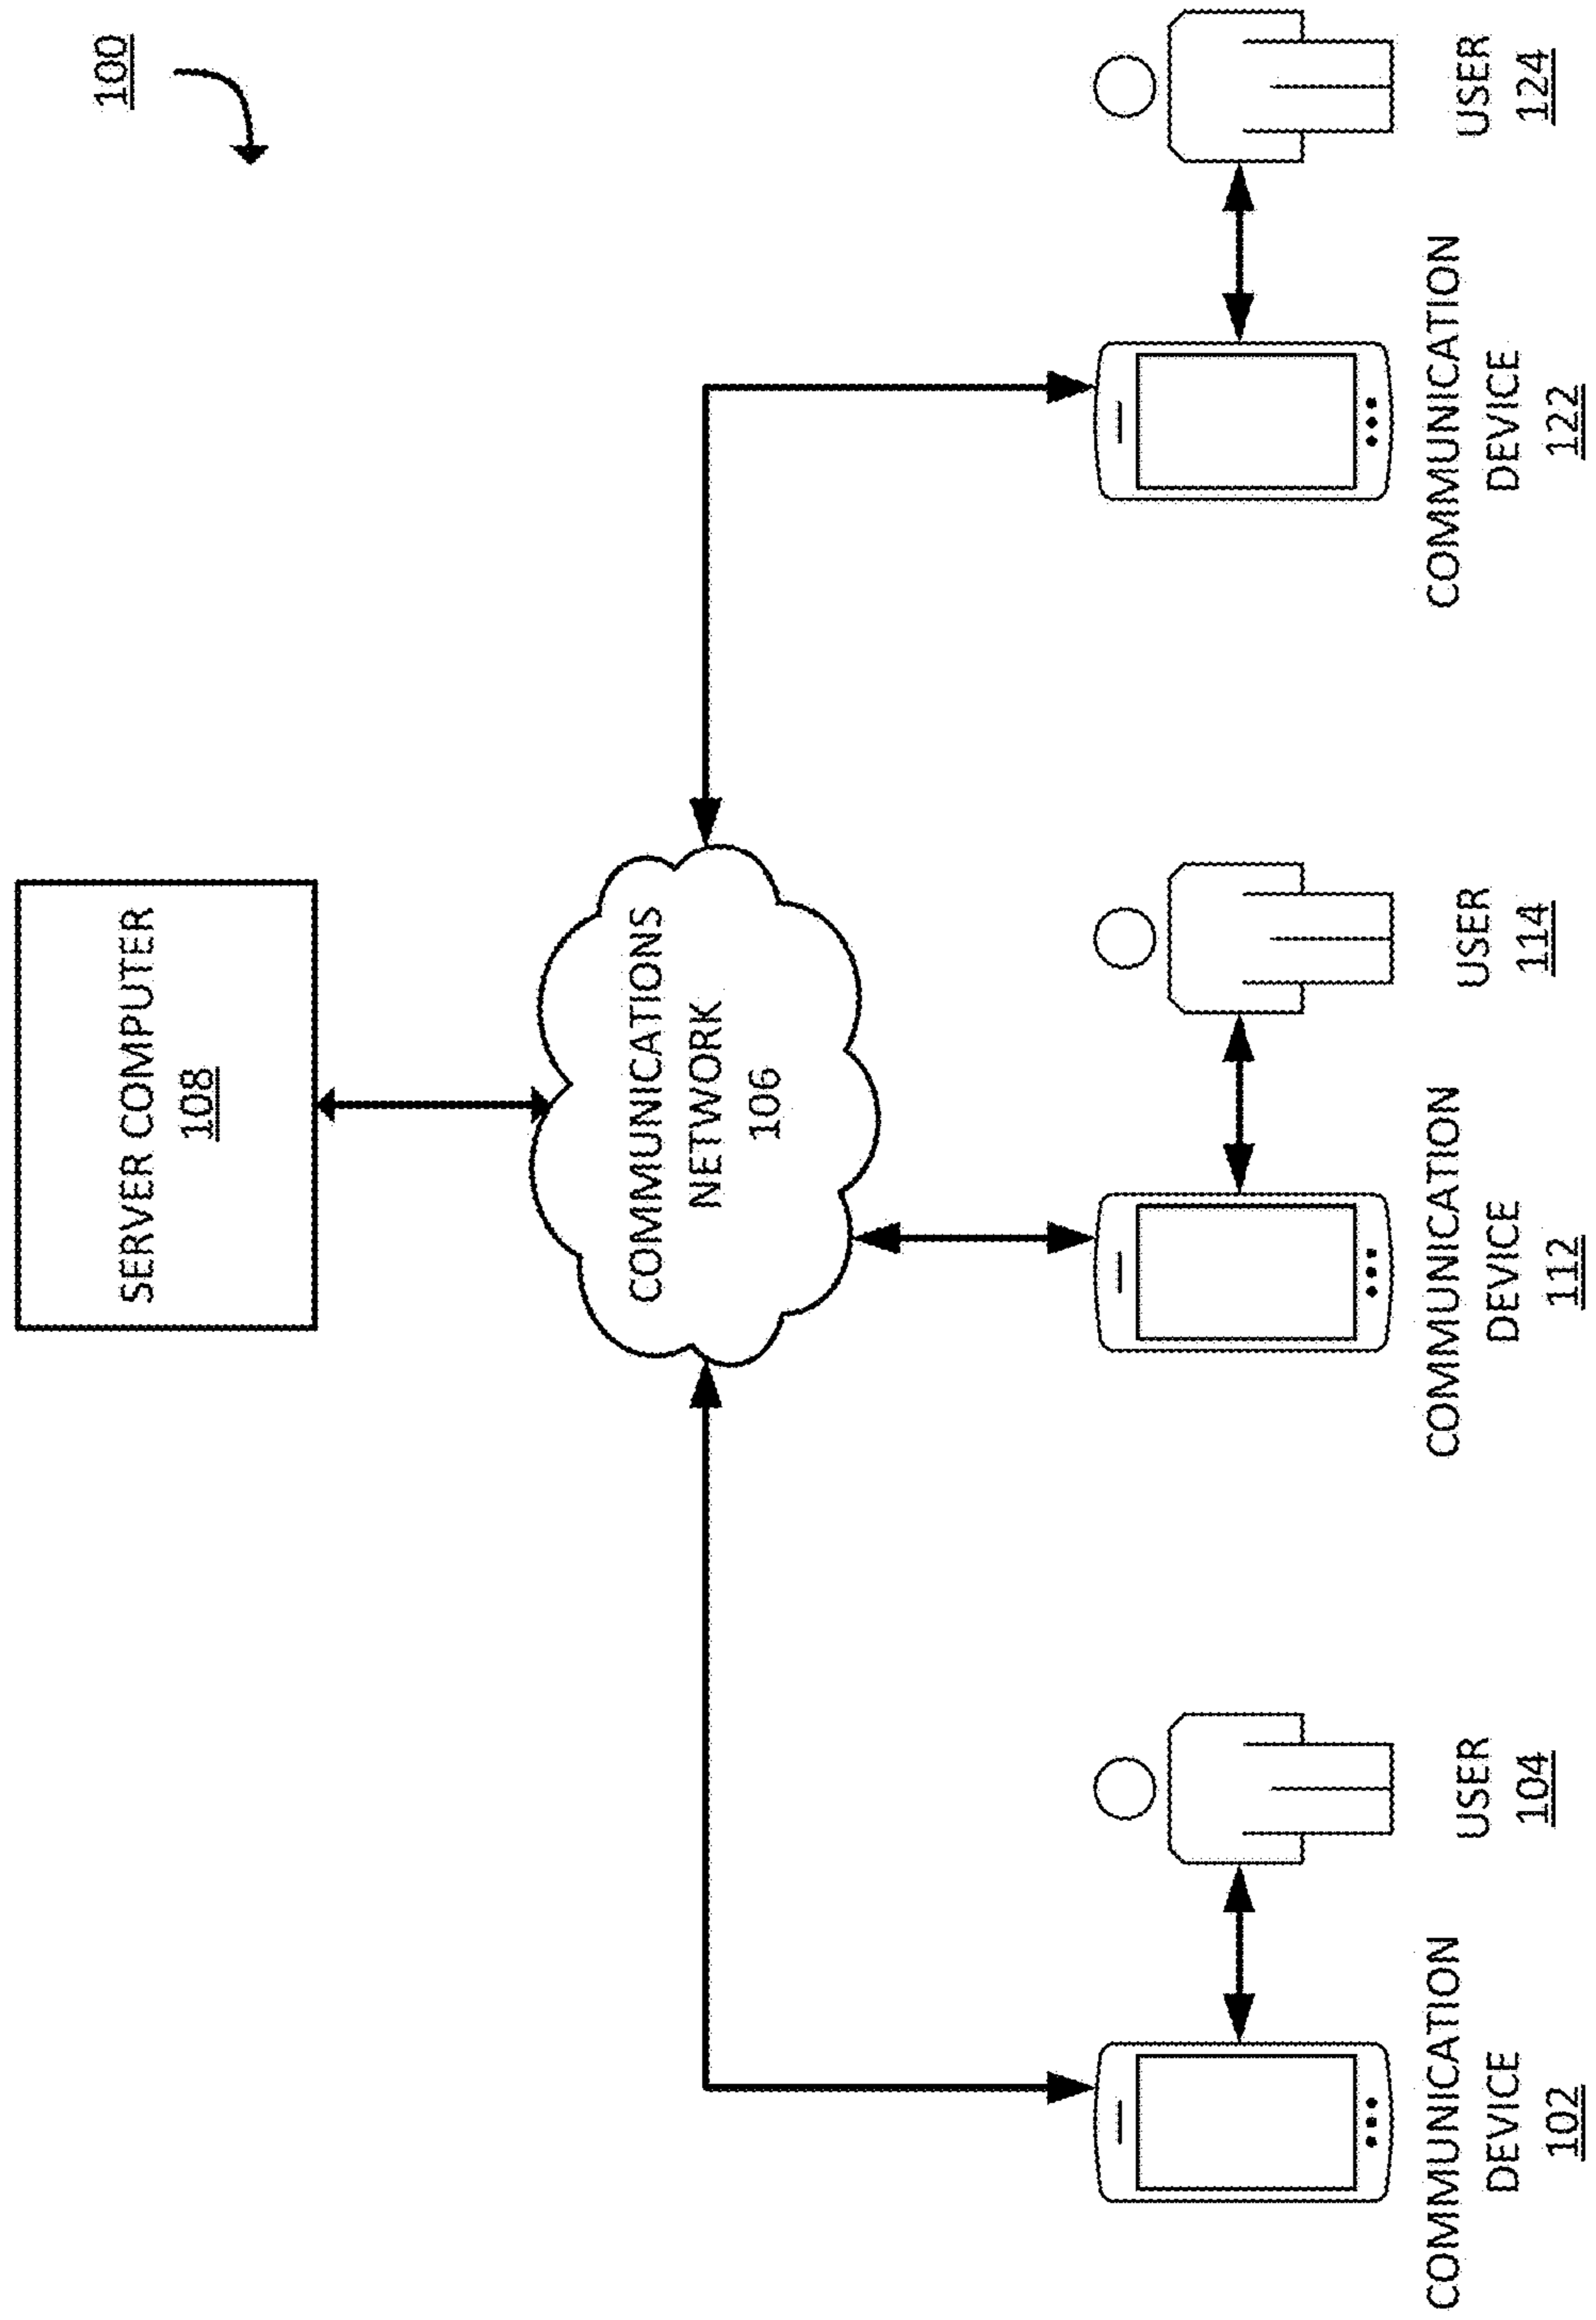 100
SERVER COMPUTER
108
COMMUNICATIONS
NETWORK
106
COMMUNICATION
DEVICE
102
USER
104
COMMUNICATION
DEVICE
112
USER
114
COMMUNICATION
DEVICE
122
USER
124